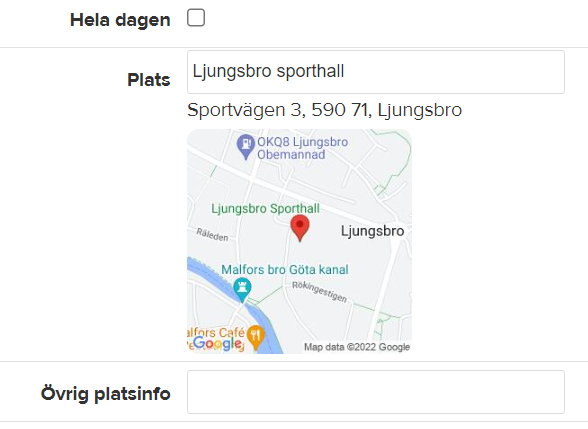 Hela dagen
Plats
Ljungsbro sporthall
Sportvägen 3, 590 71, Ljungsbro
OKQ8 Ljungsbro
Obemannad
Ljungsbro Sporthall
Ljungsbro
Råleden
Malfors bro Göta kanal
Rökingestigen
alfors Café
Google
Map data ©2022 Google
Övrig platsinfo